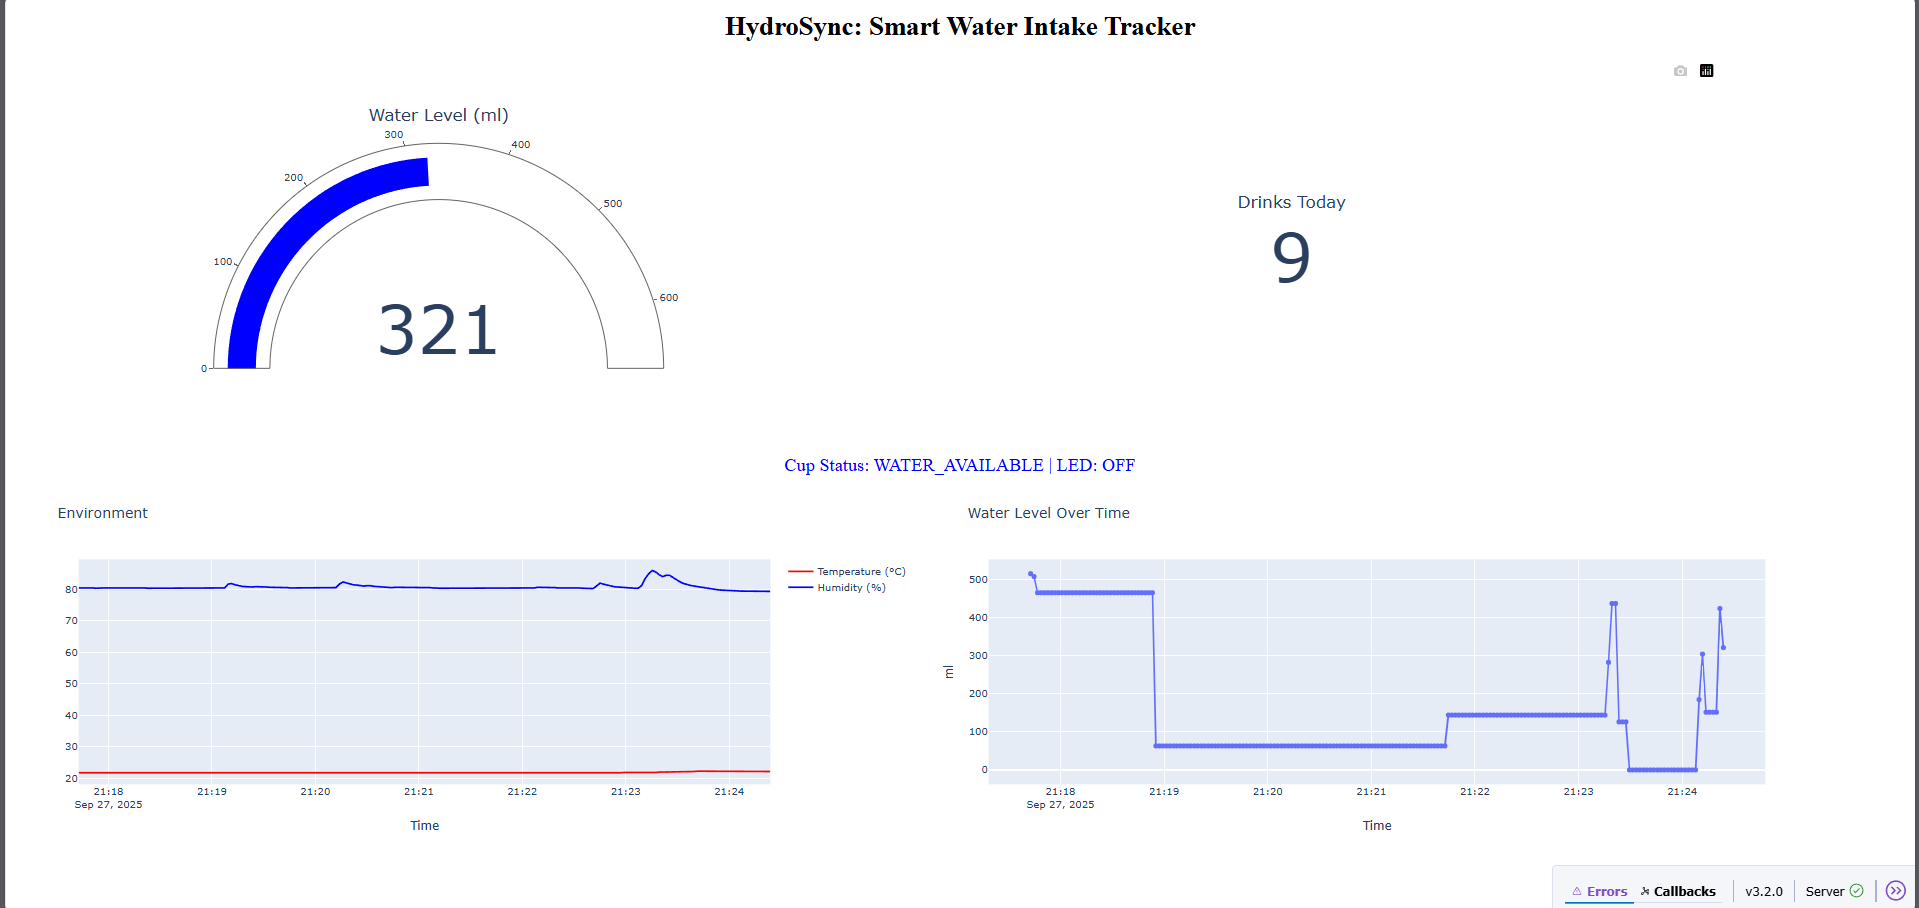 HydroSync: Smart Water Intake Tracker
Water Level (ml)
0
100
200
300
400
500
600
321
Drinks Today
9
Cup Status: WATER_AVAILABLE | LED: OFF
Environment
80
70
60
50
40
30
20
21:18 21:19 21:20 21:21 21:22 21:23 21:24
Sep 27, 2025
Time
Temperature (°C)
Humidity (%)
Water Level Over Time
ml
500
400
300
200
100
0
21:18 21:19 21:20 21:21 21:22 21:23 21:24
Sep 27, 2025
Time
Errors Callbacks v3.2.0 Server